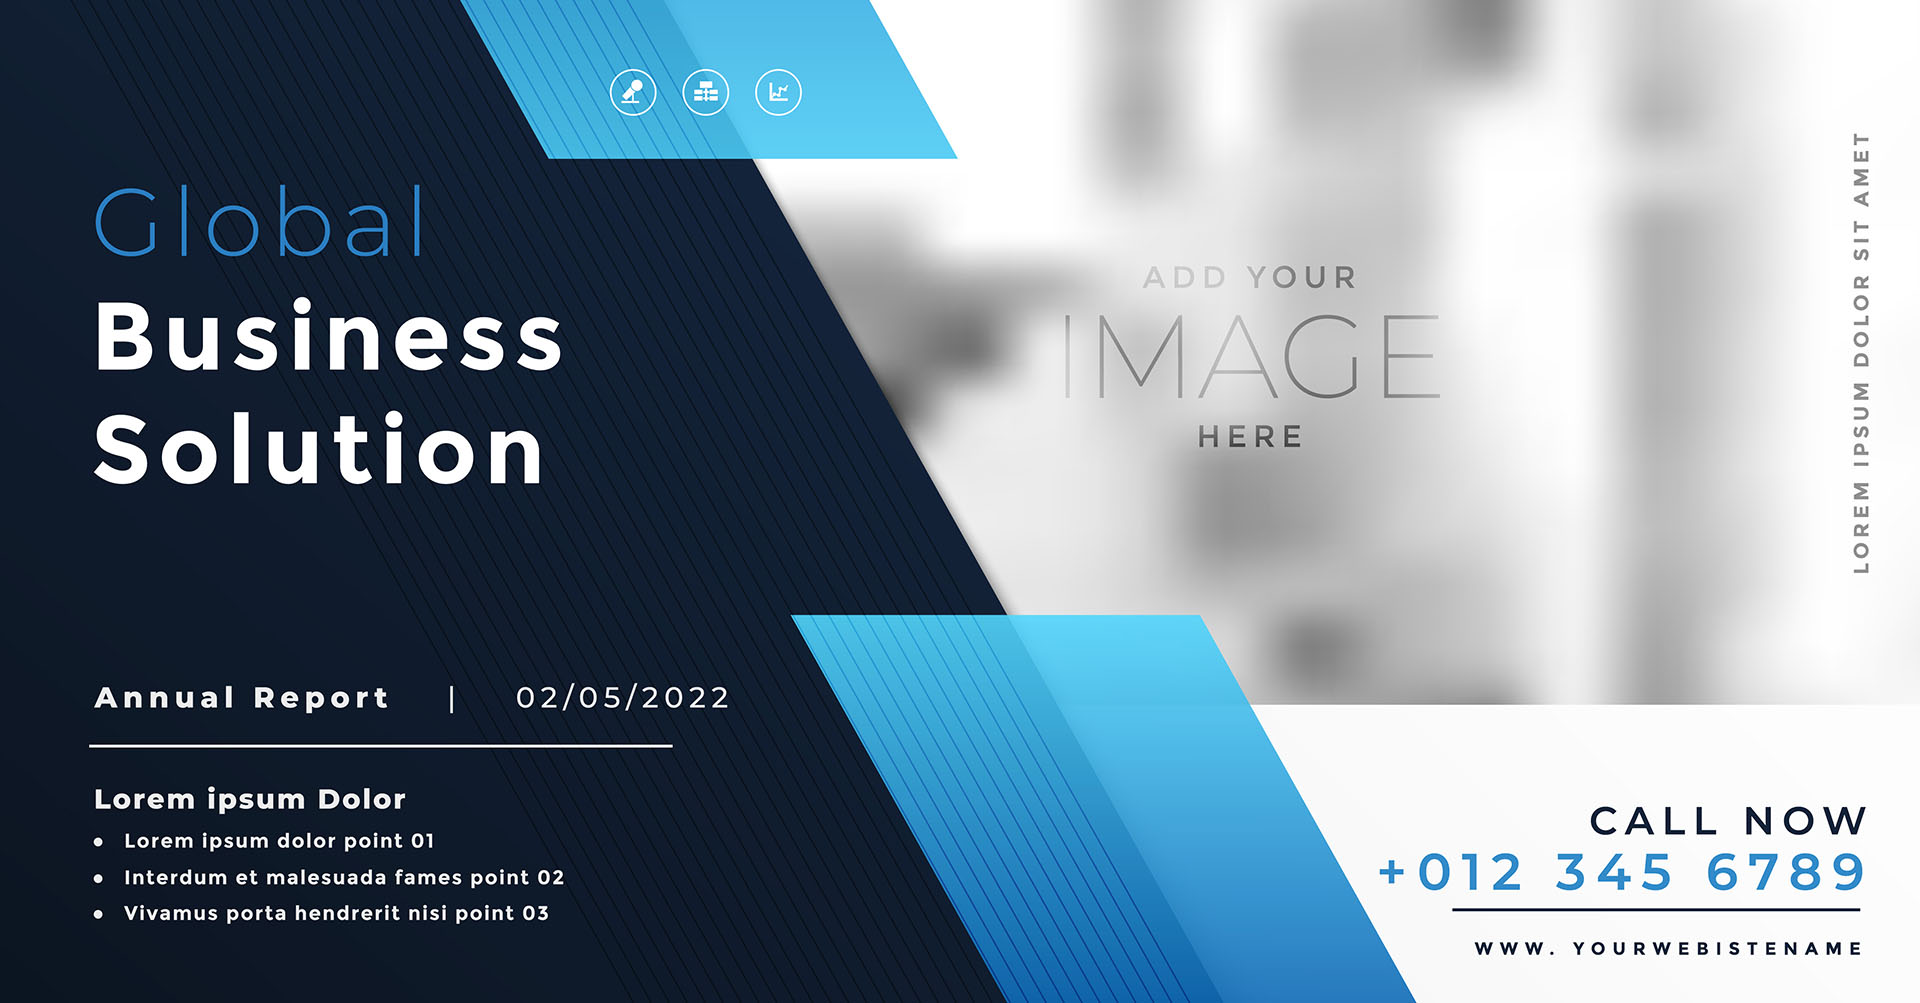 Global
Business
Solution
Annual Report | 02/05/2022
Lorem ipsum Dolor
• Lorem ipsum dolor point 01
• Interdum et malesuada fames point 02
• Vivamus porta hendrerit nisi point 03
ADD YOUR
IMAGE
HERE
LOREM IPSUM DOLOR SIT AMET
CALL NOW
+012 345 6789
WWW. YOURWEBISTENAME